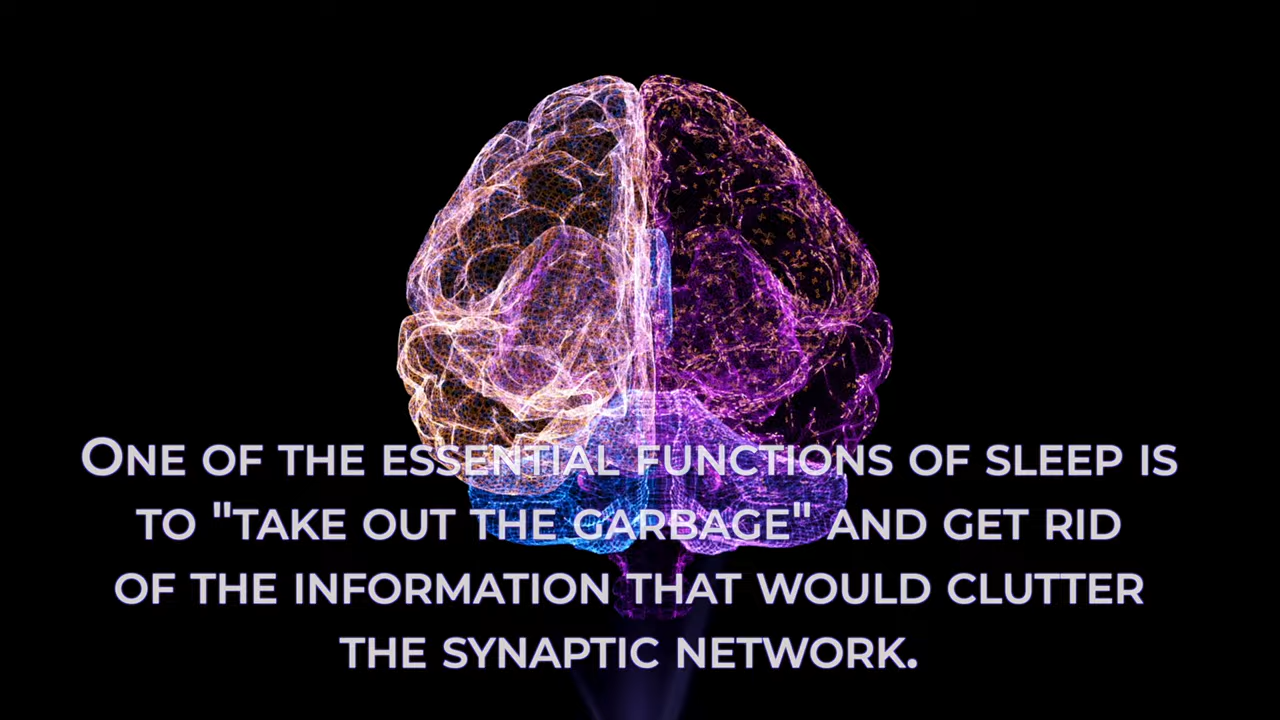 One of the essential functions of sleep is
to "take out the garbage" and get rid
of the information that would clutter
the synaptic network.